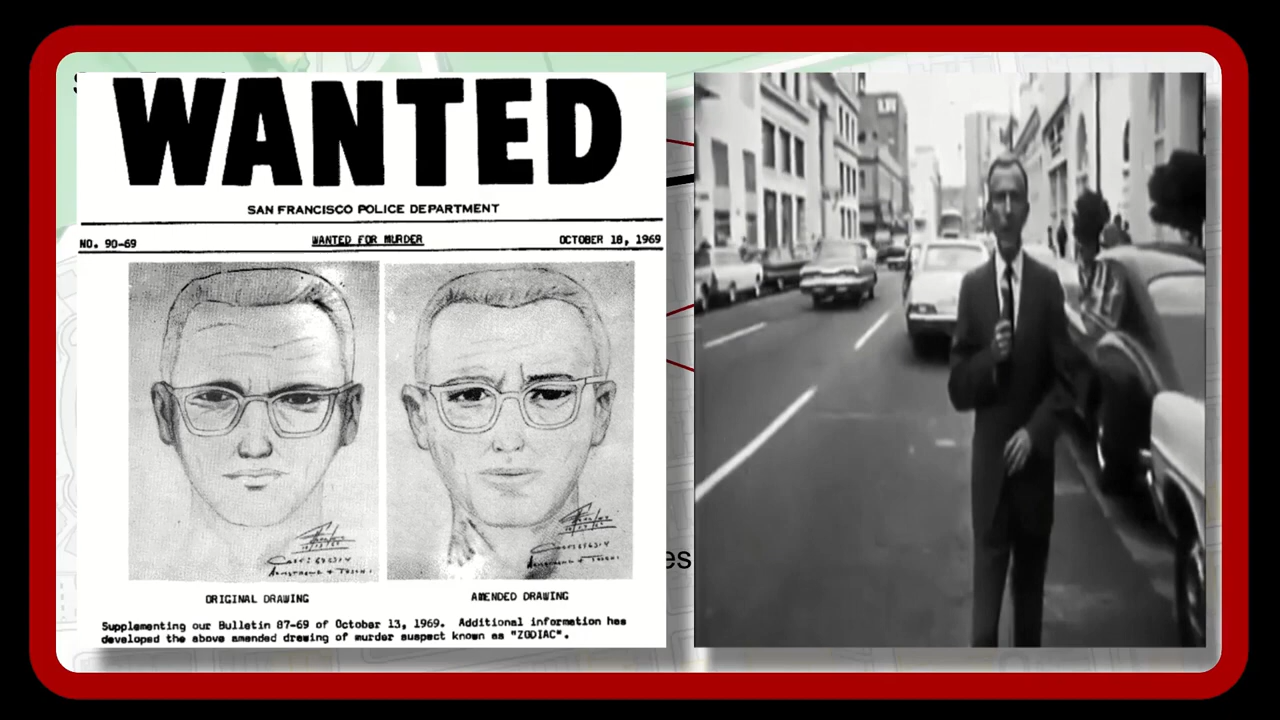 WANTED
SAN FRANCISCO POLICE DEPARTMENT
NO. 90-69 WANTED FOR MURDER OCTOBER 18, 1969
ORIGINAL DRAWING AMENDED DRAWING
Supplementing our Bulletin 87-69 of October 13, 1969. Additional information has
developed the above amended drawing of murder suspect known as "ZODIAC".
es